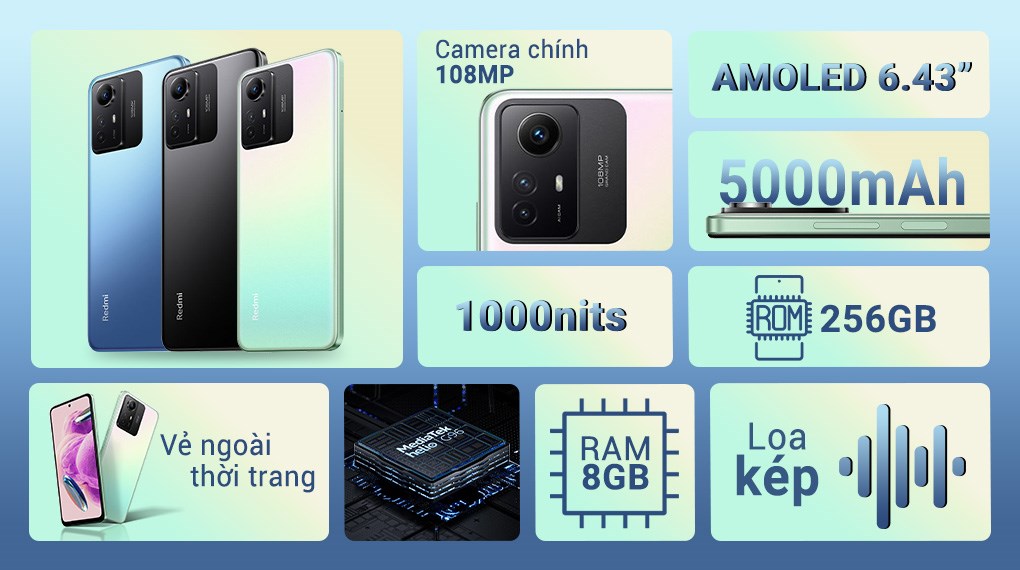 Redmi
Redmi
Redmi
Camera chính
108MP
108MP
AMOLED 6.43”
5000mAh
1000nits
ROM
256GB
Vẻ ngoài
thời trang
MediaTek
helio G96
RAM
8GB
Loa
kép